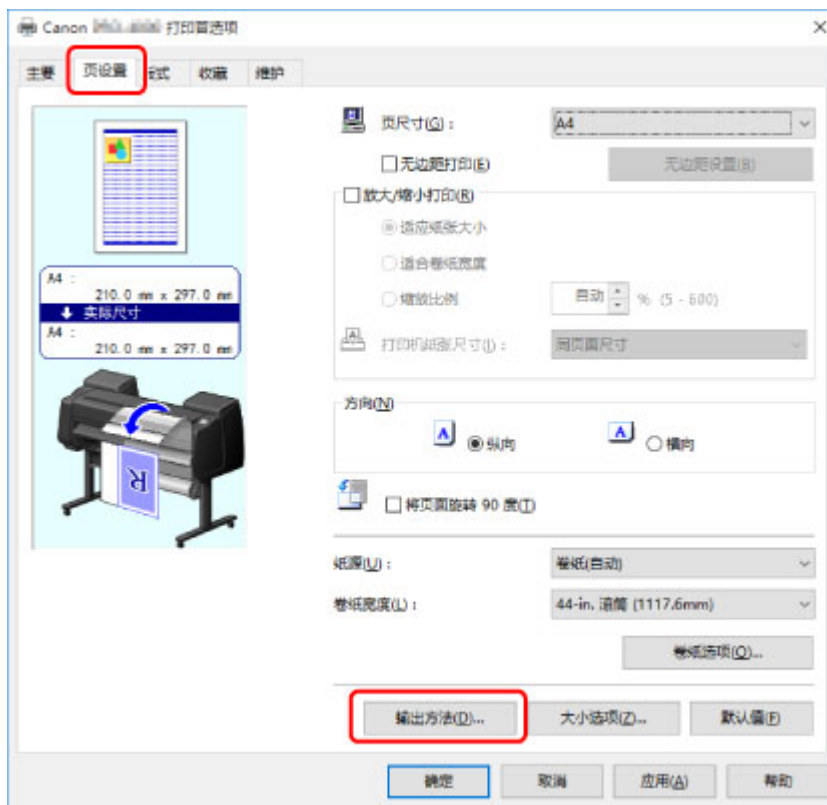 Canon 打印首选项
主要 页设置 式 收藏 维护
页尺寸(G)： A4
无边距打印(E) 无边距设置(B)
放大/缩小打印(R)
适应纸张大小
适合卷纸宽度
缩放比例 自动 % (5 - 600)
打印机纸张尺寸(I)： 同页面尺寸
A4 :
210.0 mm x 297.0 mm
实际尺寸
A4 :
210.0 mm x 297.0 mm
R
方向(N)
A 纵向 A 横向
将页面旋转 90 度(T)
纸源(U)： 卷纸(自动)
卷纸宽度(L)： 44-in. 滚筒 (1117.6mm)
卷纸选项(O)...
输出方法(D)... 大小选项(Z)... 默认值(F)
确定 取消 应用(A) 帮助